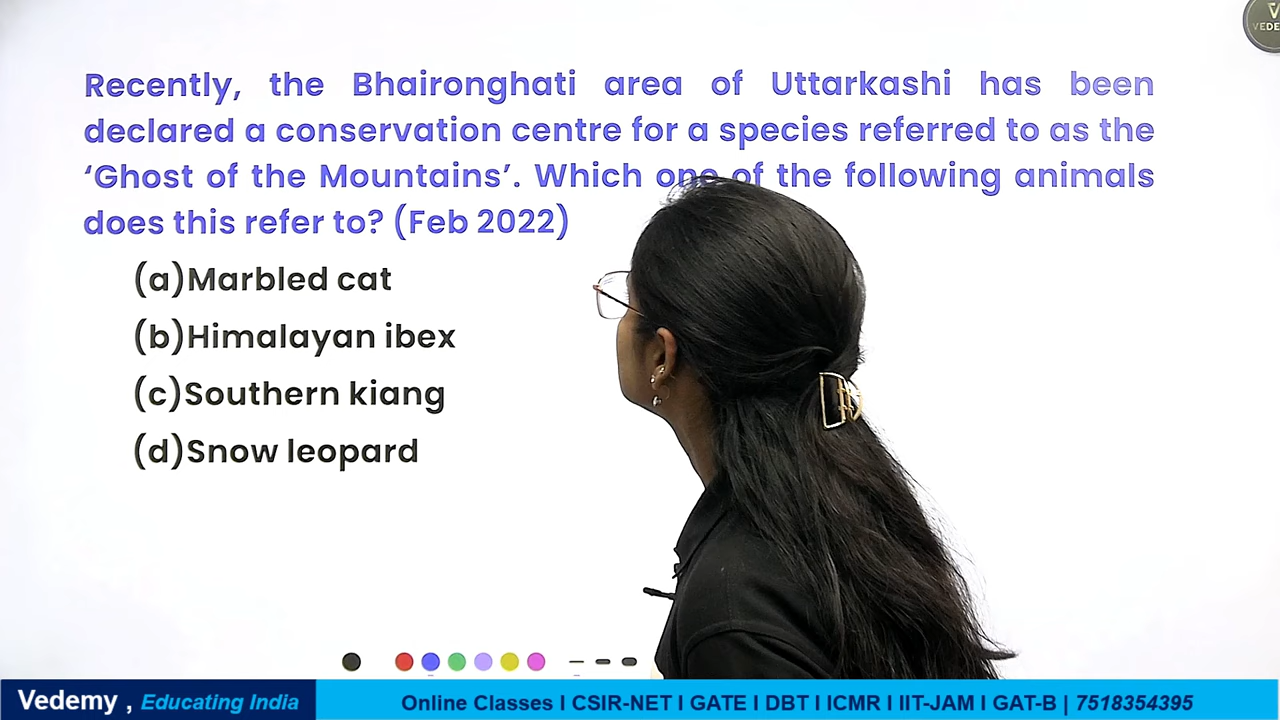 Recently, the Bhaironghati area of Uttarkashi has been
declared a conservation centre for a species referred to as the
‘Ghost of the Mountains’. Which one of the following animals
does this refer to? (Feb 2022)
(a)Marbled cat
(b)Himalayan ibex
(c)Southern kiang
(d)Snow leopard
Vedemy , Educating India
Online Classes I CSIR-NET I GATE I DBT I ICMR I IIT-JAM I GAT-B | 7518354395